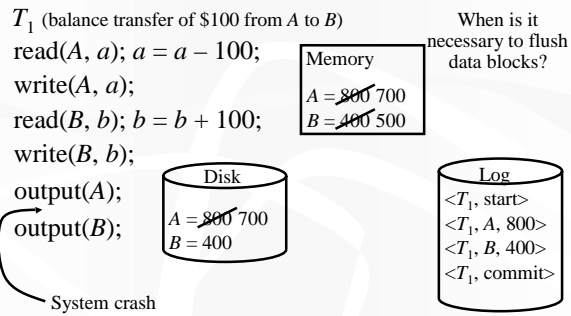 T1 (balance transfer of $100 from A to B)
read(A, a); a = a – 100;
write(A, a);
read(B, b); b = b + 100;
write(B, b);
output(A);
output(B);
System crash
Memory
A = 800 700
B = 400 500
Disk
A = 800 700
B = 400
When is it
necessary to flush
data blocks?
Log
<T1, start>
<T1, A, 800>
<T1, B, 400>
<T1, commit>